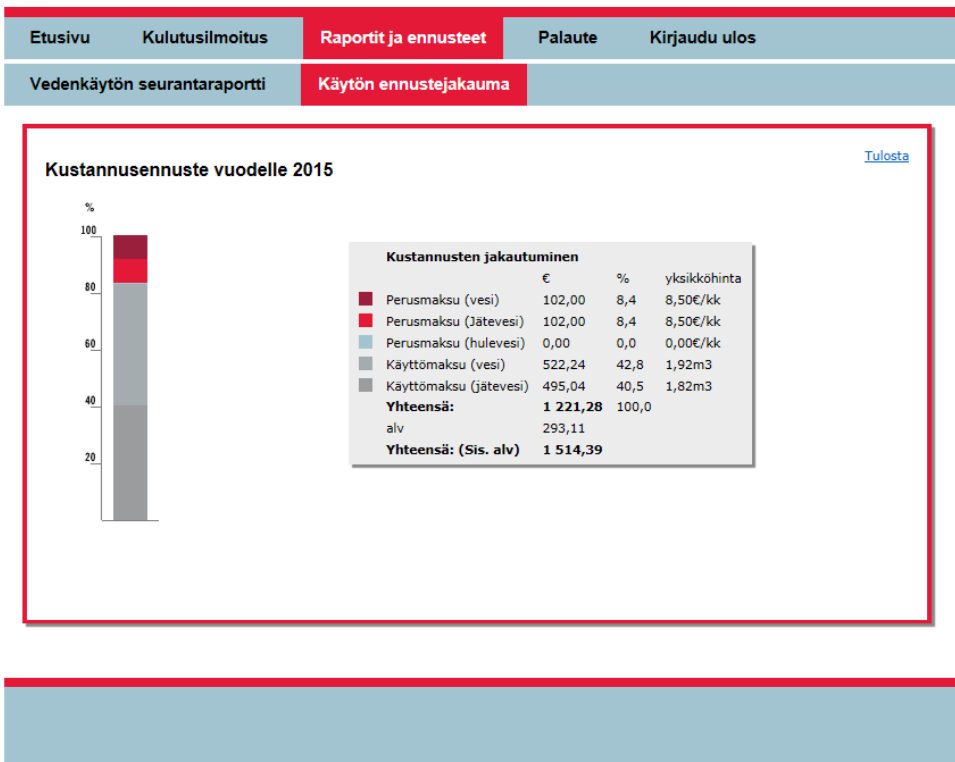 Etusivu Kulutusilmoitus Raportit ja ennusteet Palaute Kirjaudu ulos
Vedenkäytön seurantaraportti Käytön ennustejakauma
Tulosta
Kustannusennuste vuodelle 2015
%
100
80
60
40
20
Kustannusten jakautuminen
€ % yksikköhinta
Perusmaksu (vesi) 102,00 8,4 8,50€/kk
Perusmaksu (Jätevesi) 102,00 8,4 8,50€/kk
Perusmaksu (hulevesi) 0,00 0,0 0,00€/kk
Käyttömaksu (vesi) 522,24 42,8 1,92m3
Käyttömaksu (jätevesi) 495,04 40,5 1,82m3
Yhteensä: 1 221,28 100,0
alv 293,11
Yhteensä: (Sis. alv) 1 514,39